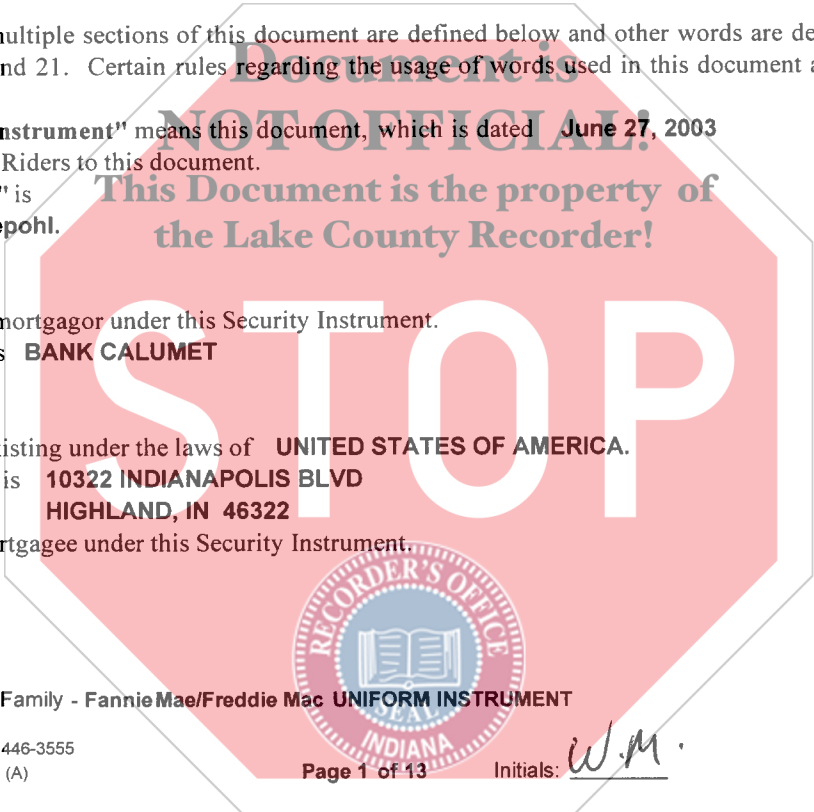 ultiple sections of this document are defined below and other words are de
nd 21. Certain rules regarding the usage of words used in this document a
Document is
NOT OFFICIAL!
This Document is the property of
the Lake County Recorder!
nstrument" means this document, which is dated June 27, 2003
Riders to this document.
" is
epohl.
mortgagor under this Security Instrument.
s BANK CALUMET
STOP
isting under the laws of UNITED STATES OF AMERICA.
is 10322 INDIANAPOLIS BLVD
HIGHLAND, IN 46322
rtgagee under this Security Instrument.
RECORDER'S OFFICE
SEAL
INDIANA
Family - Fannie Mae/Freddie Mac UNIFORM INSTRUMENT
446-3555
(A)
Page 1 of 13 Initials: W.M.